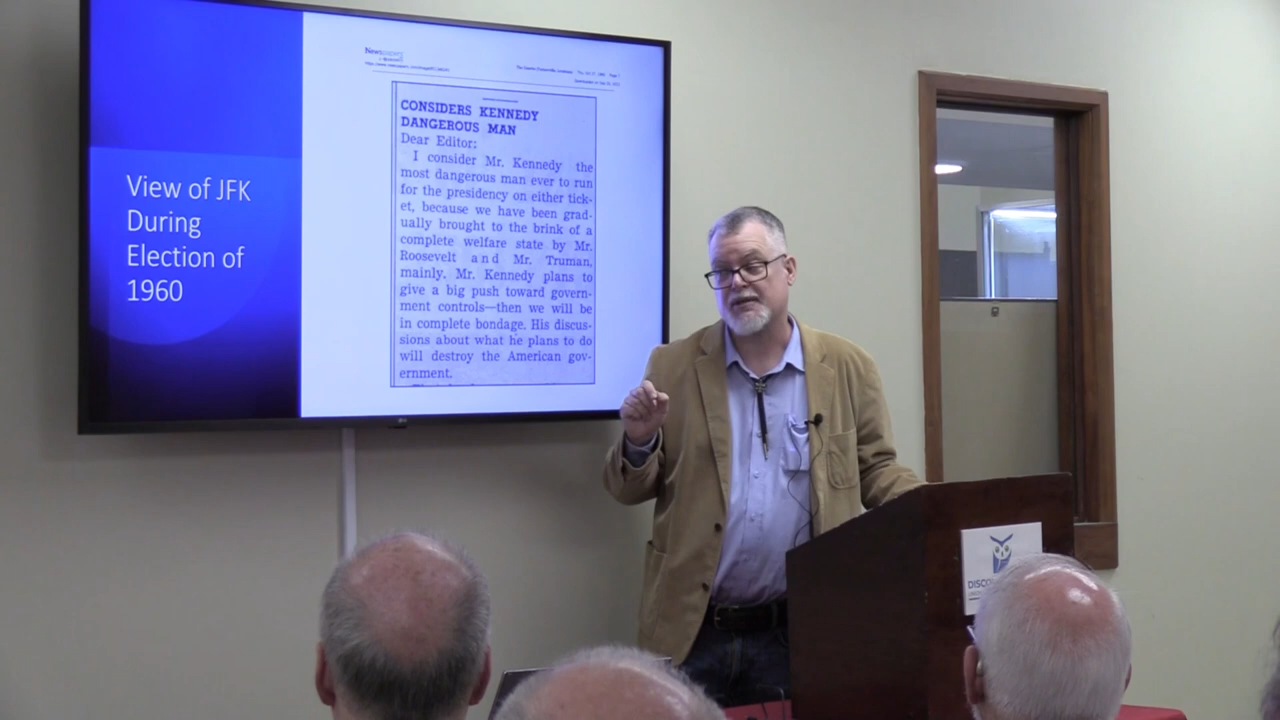 View of JFK
During
Election of
1960
CONSIDERS KENNEDY
DANGEROUS MAN
Dear Editor:
I consider Mr. Kennedy the
most dangerous man ever to run
for the presidency on either tick-
et, because we have been grad-
ually brought to the brink of a
complete welfare state by Mr.
Roosevelt and Mr. Truman,
mainly. Mr. Kennedy plans to
give a big push toward govern-
ment controls—then we will be
in complete bondage. His discus-
sions about what he plans to do
will destroy the American gov-
ernment.